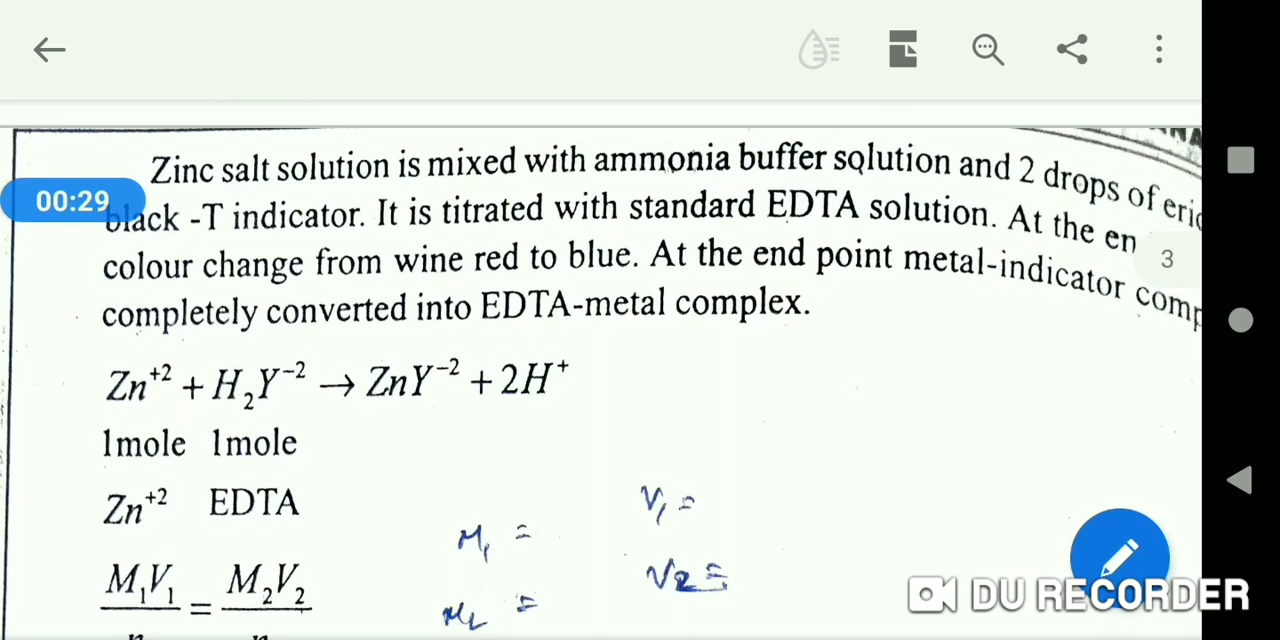 Zinc salt solution is mixed with ammonia buffer solution and 2 drops of
00:29
black -T indicator. It is titrated with standard EDTA solution. At the
3
colour change from wine red to blue. At the end point metal-indicator
completely converted into EDTA-metal complex.
Zn⁺² + H₂Y⁻² → ZnY⁻² + 2H⁺
1mole 1mole
Zn⁺² EDTA
V₁ =
M₁ =
M₁V₁ = M₂V₂
V₂ =
M₂ =
DU RECORDER